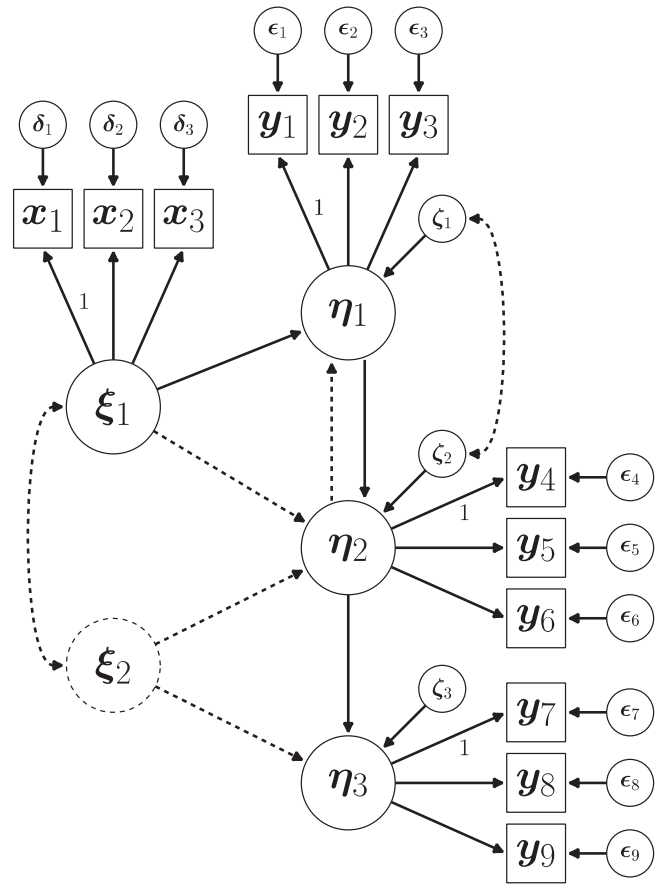 ϵ1 ϵ2 ϵ3
δ1 δ2 δ3
y1 y2 y3
x1 x2 x3
1
ζ1
1
η1
ξ1
ζ2
y4 ϵ4
1
η2
y5 ϵ5
y6 ϵ6
ξ2
ζ3
y7 ϵ7
1
η3
y8 ϵ8
y9 ϵ9